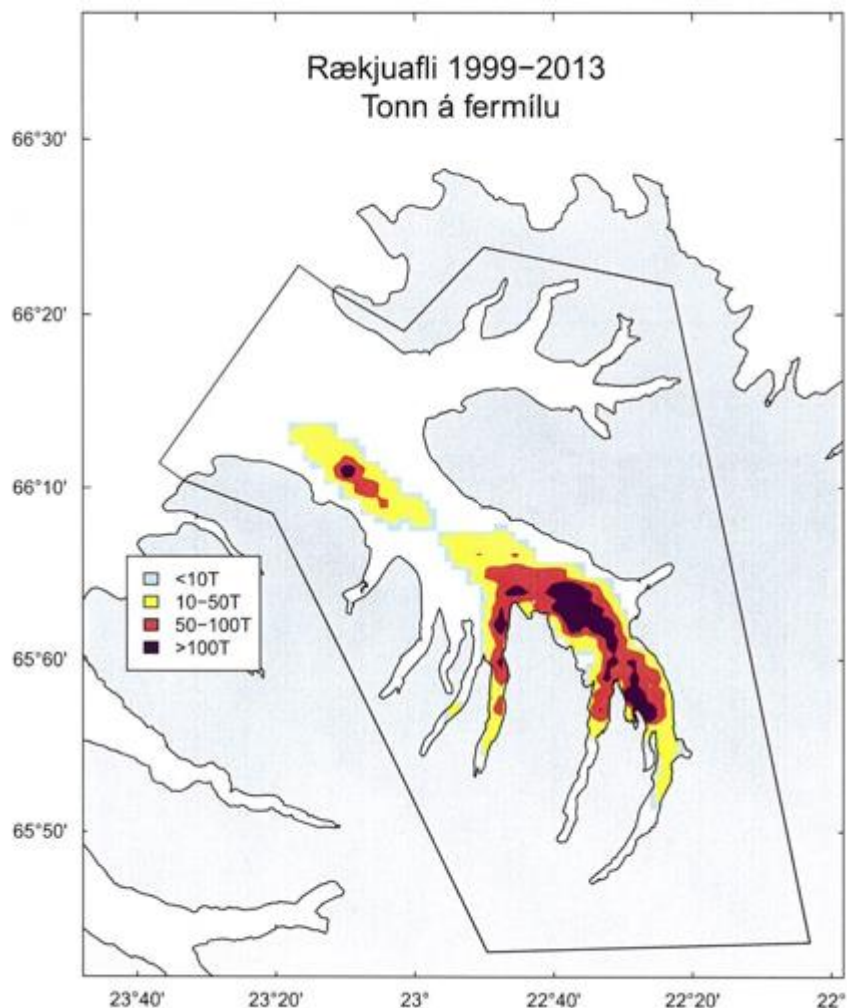 Rækjuafli 1999−2013
Tonn á fermílu
66°30'
66°20'
66°10'
65°60'
65°50'
<10T
10−50T
50−100T
>100T
23°40'
23°20'
23°
22°40'
22°20'
22°